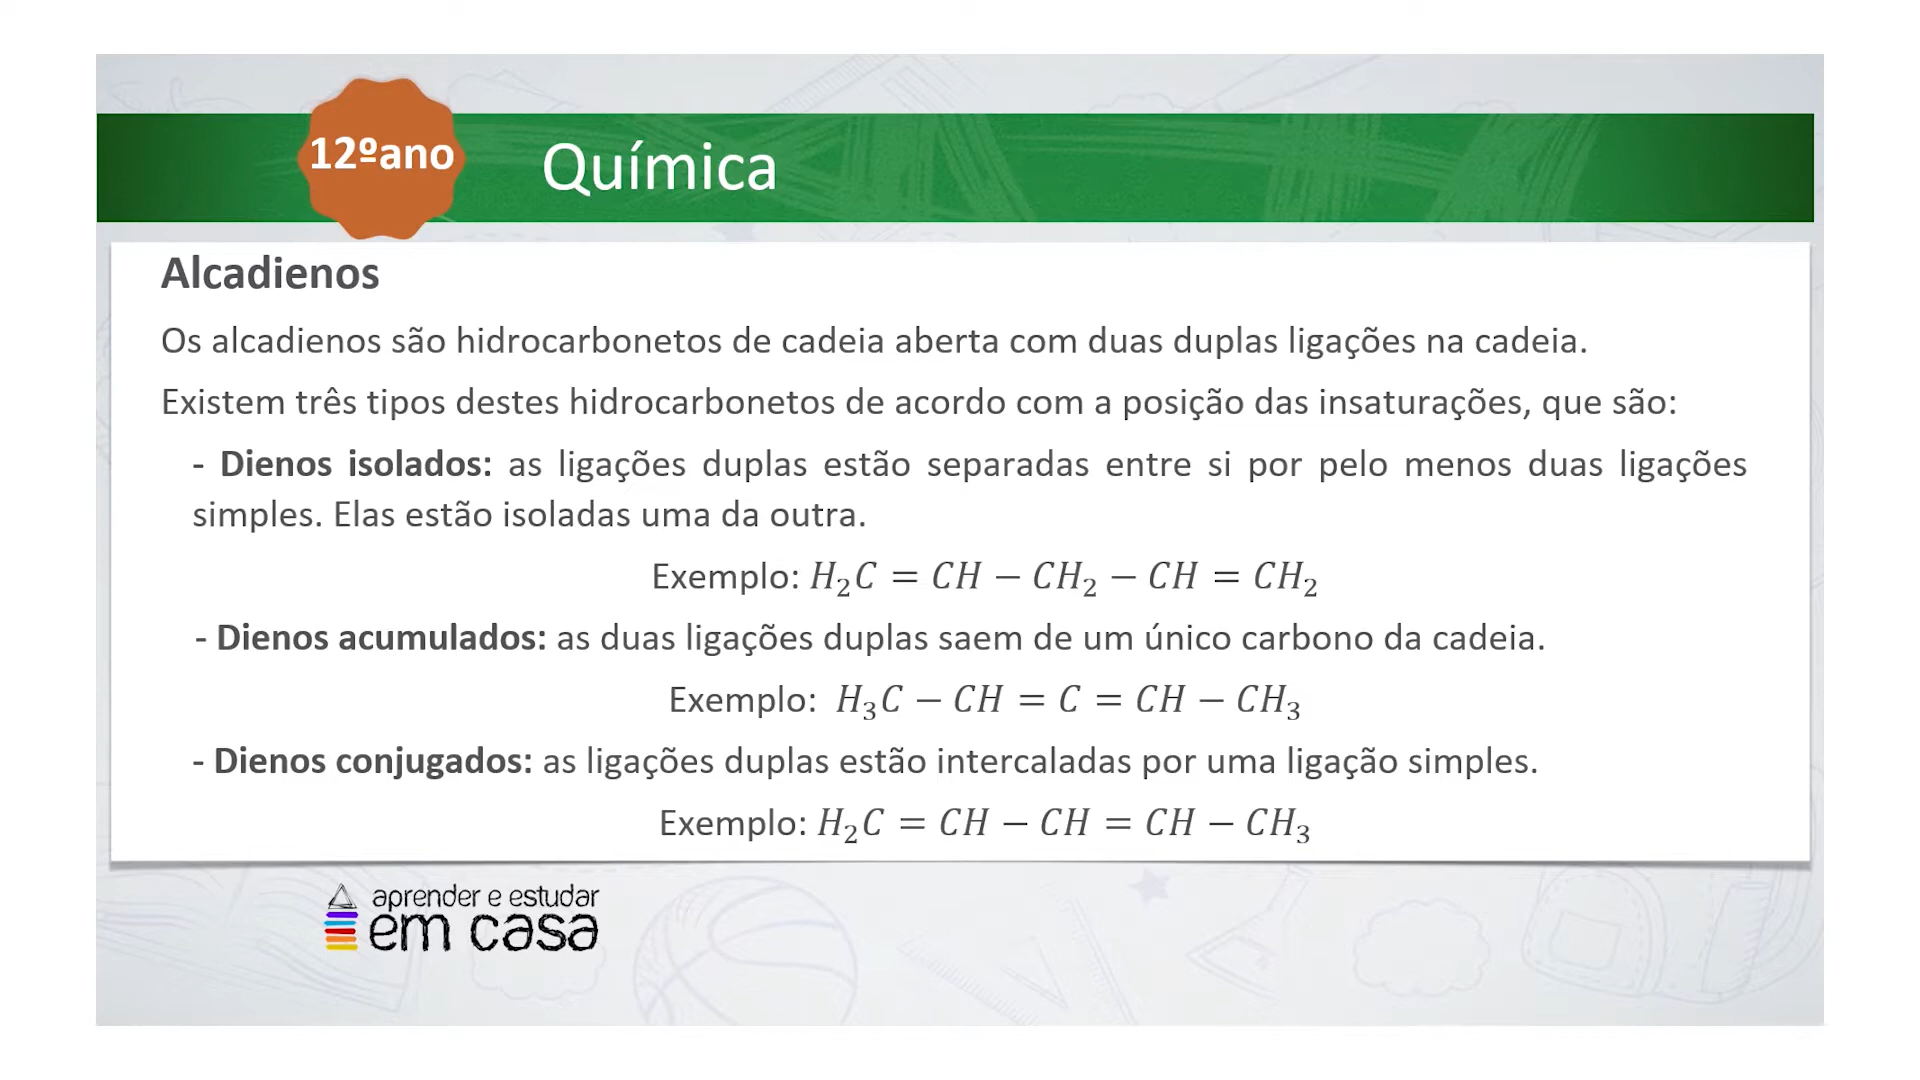 12ºano
Química
Alcadienos
Os alcadienos são hidrocarbonetos de cadeia aberta com duas duplas ligações na cadeia.
Existem três tipos destes hidrocarbonetos de acordo com a posição das insaturações, que são:
- Dienos isolados: as ligações duplas estão separadas entre si por pelo menos duas ligações
simples. Elas estão isoladas uma da outra.
Exemplo: H₂C = CH − CH₂ − CH = CH₂
- Dienos acumulados: as duas ligações duplas saem de um único carbono da cadeia.
Exemplo: H₃C − CH = C = CH − CH₃
- Dienos conjugados: as ligações duplas estão intercaladas por uma ligação simples.
Exemplo: H₂C = CH − CH = CH − CH₃
aprender e estudar
em casa